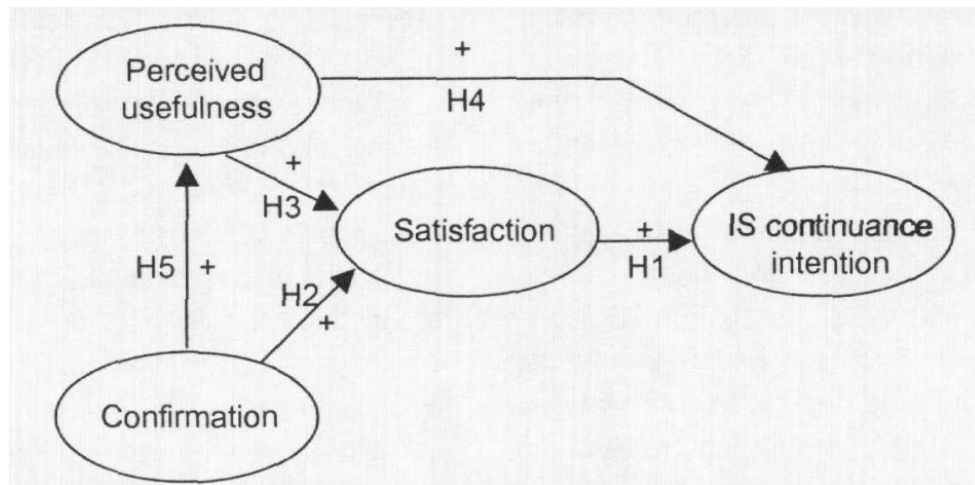 Perceived
usefulness
+
H4
+
H3
Satisfaction
+
H1
IS continuance
intention
H5
+
H2
+
Confirmation